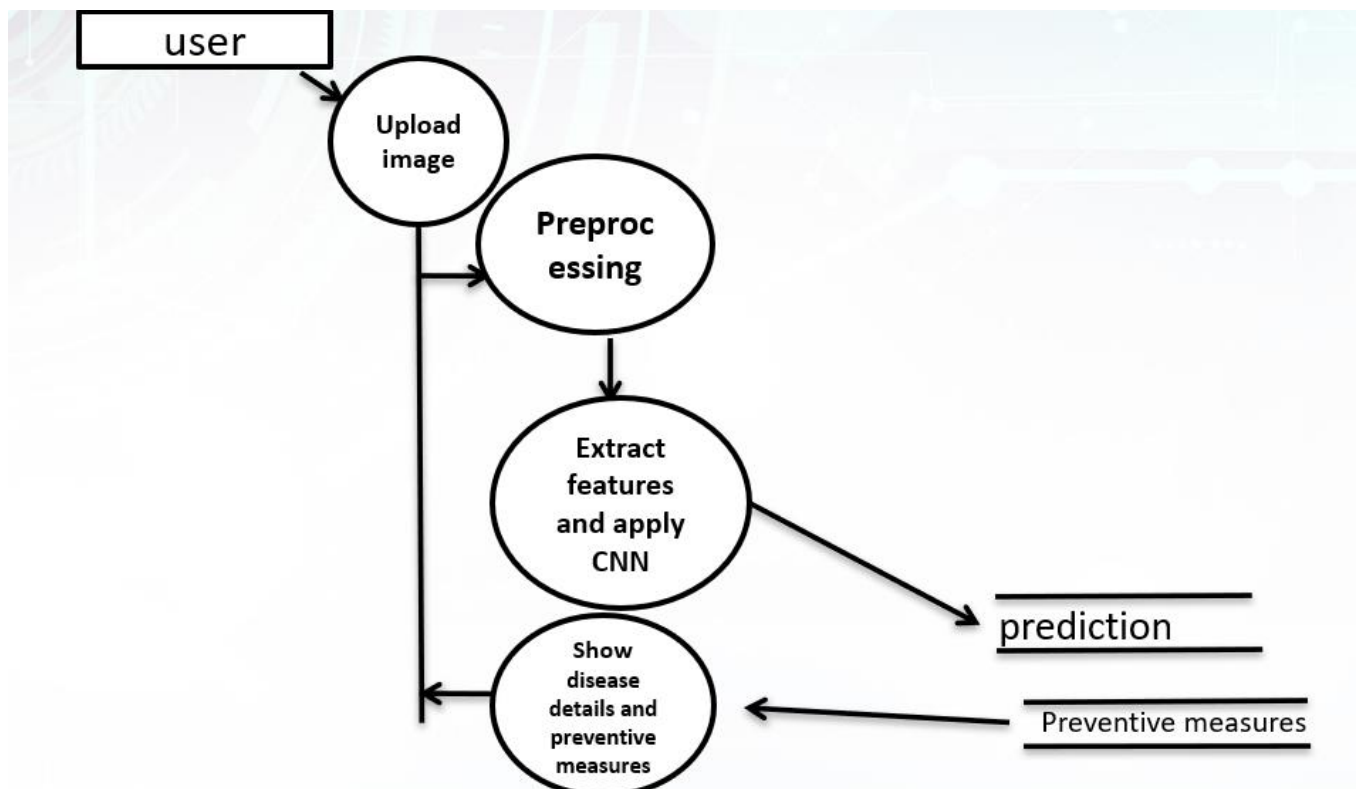 user
Upload
image
Preproc
essing
Extract
features
and apply
CNN
prediction
Show
disease
details and
preventive
measures
Preventive measures